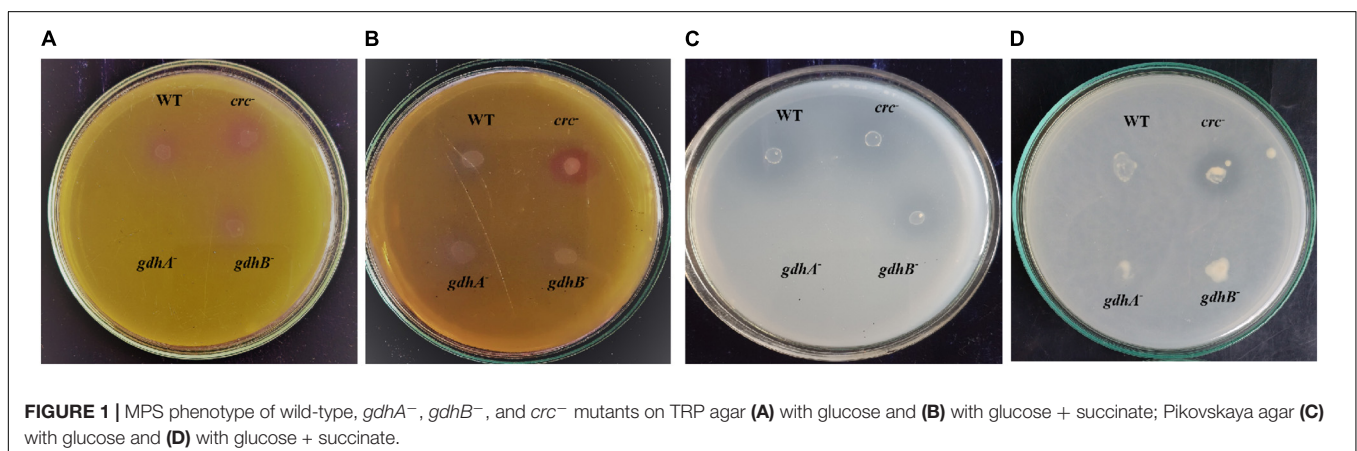 A B C D
WT crc- WT crc- WT crc- WT crc-
gdhA- gdhB- gdhA- gdhB- gdhA- gdhB- gdhA- gdhB-
FIGURE 1 | MPS phenotype of wild-type, gdhA−, gdhB−, and crc− mutants on TRP agar (A) with glucose and (B) with glucose + succinate; Pikovskaya agar (C)
with glucose and (D) with glucose + succinate.